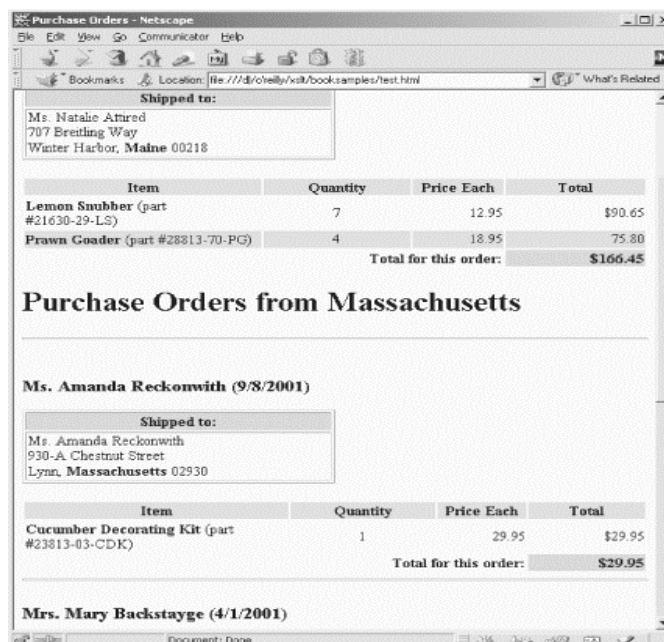 Purchase Orders - Netscape
File Edit View Go Communicator Help
Bookmarks Location: file:///d|/o'reilly/xslt/booksamples/test.html What's Related
Shipped to:
Ms. Natalie Attired
707 Breitling Way
Winter Harbor, Maine 00218
Item Quantity Price Each Total
Lemon Snubber (part
#21630-29-LS) 7 12.95 $90.65
Prawn Goader (part #28813-70-PG) 4 18.95 75.80
Total for this order: $166.45
Purchase Orders from Massachusetts
Ms. Amanda Reckonwith (9/8/2001)
Shipped to:
Ms. Amanda Reckonwith
930-A Chestnut Street
Lynn, Massachusetts 02930
Item Quantity Price Each Total
Cucumber Decorating Kit (part
#23813-03-CDK) 1 29.95 $29.95
Total for this order: $29.95
Mrs. Mary Backstayge (4/1/2001)
Document: Done